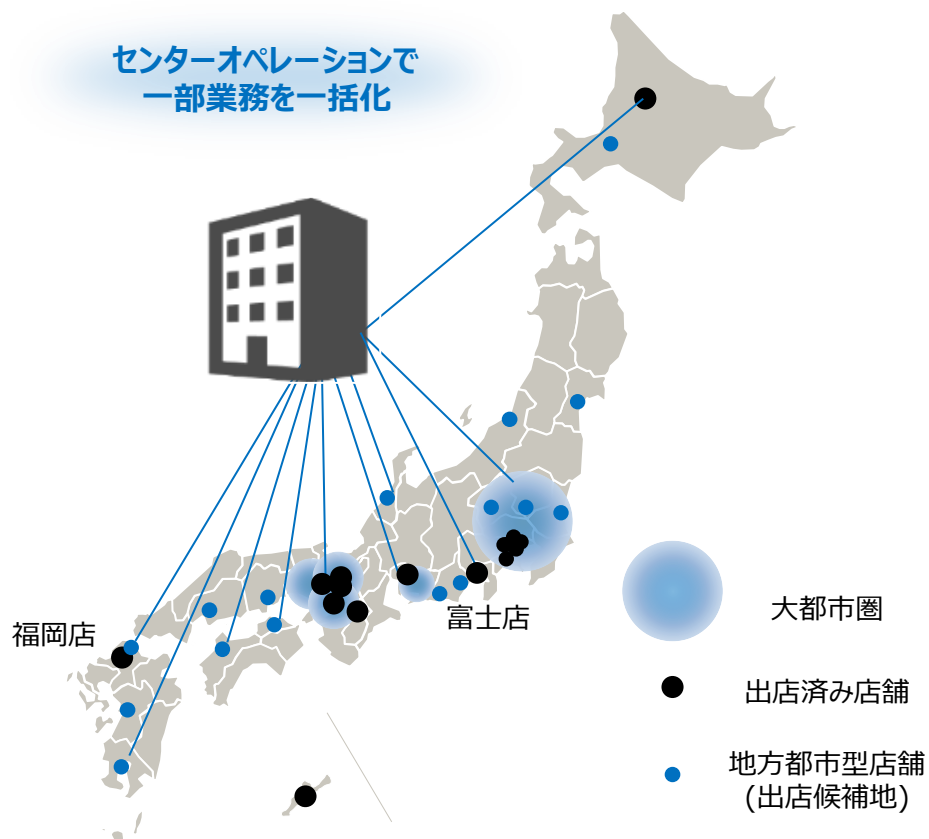 センターオペレーションで
一部業務を一括化
福岡店
富士店
大都市圏
出店済み店舗
地方都市型店舗
(出店候補地)